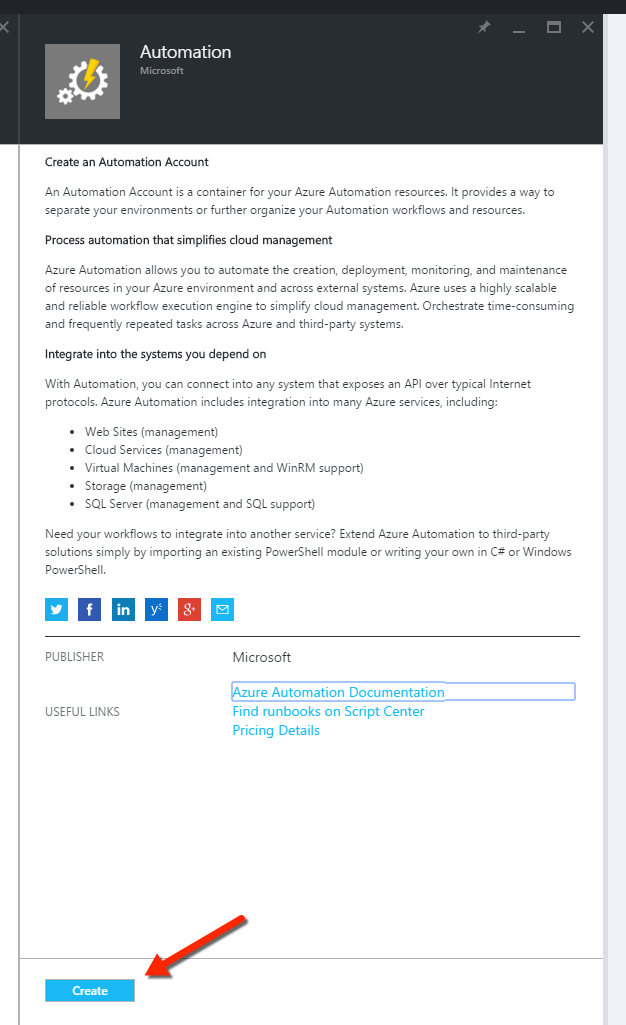 Automation
Microsoft
Create an Automation Account
An Automation Account is a container for your Azure Automation resources. It provides a way to
separate your environments or further organize your Automation workflows and resources.
Process automation that simplifies cloud management
Azure Automation allows you to automate the creation, deployment, monitoring, and maintenance
of resources in your Azure environment and across external systems. Azure uses a highly scalable
and reliable workflow execution engine to simplify cloud management. Orchestrate time-consuming
and frequently repeated tasks across Azure and third-party systems.
Integrate into the systems you depend on
With Automation, you can connect into any system that exposes an API over typical Internet
protocols. Azure Automation includes integration into many Azure services, including:
• Web Sites (management)
• Cloud Services (management)
• Virtual Machines (management and WinRM support)
• Storage (management)
• SQL Server (management and SQL support)
Need your workflows to integrate into another service? Extend Azure Automation to third-party
solutions simply by importing an existing PowerShell module or writing your own in C# or Windows
PowerShell.
PUBLISHER Microsoft
Azure Automation Documentation
USEFUL LINKS Find runbooks on Script Center
Pricing Details
Create